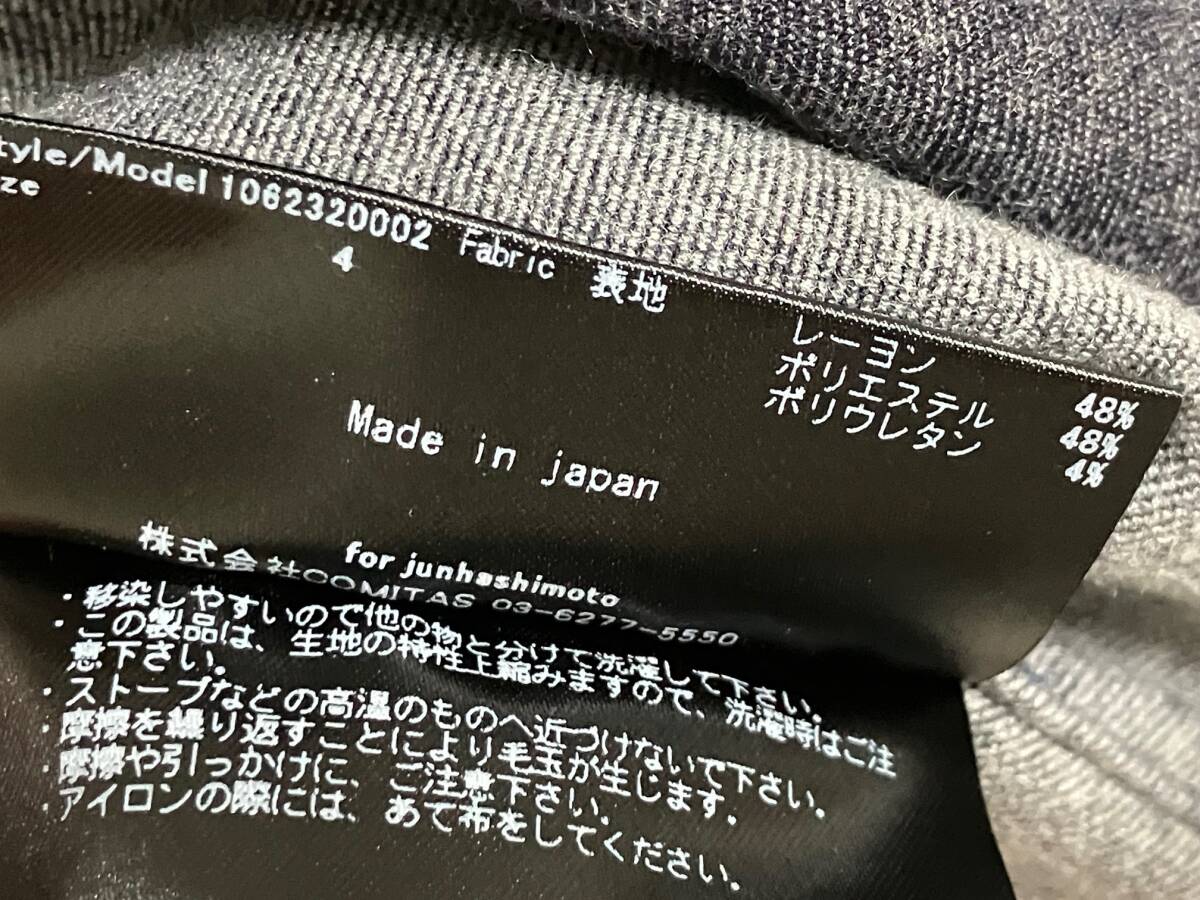 tyle/Model 1062320002 Fabric 表地
ze 4
レーヨン 48%
ポリエステル 48%
ポリウレタン 4%
Made in japan
for junhashimoto
株式会社COMITAS 03-6277-5550
・移染しやすいので他の物と分けて洗濯して下さい。
・この製品は、生地の特性上縮みますので、洗濯時はご注
意下さい。
・ストーブなどの高温のものへ近づけないで下さい。
・摩擦を繰り返すことにより毛玉が生じます。
・摩擦や引っかけに、ご注意下さい。
・アイロンの際には、あて布をしてください。